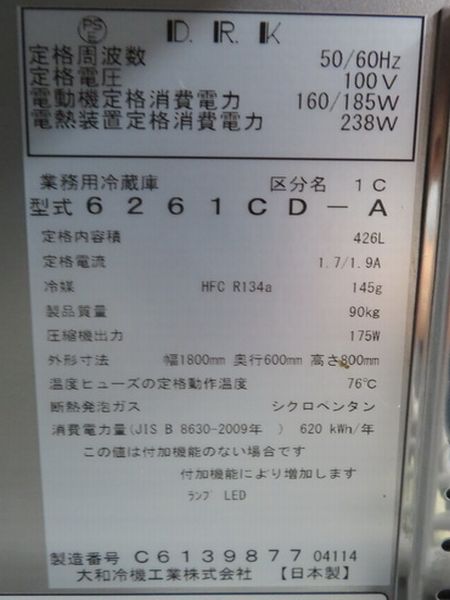 PS E D. R. K
定格周波数 50/60Hz
定格電圧 100V
電動機定格消費電力 160/185W
電熱装置定格消費電力 238W
業務用冷蔵庫 区分名 1C
型式 6261CD-A
定格内容積 426L
定格電流 1.7/1.9A
冷媒 HFC R134a 145g
製品質量 90kg
圧縮機出力 175W
外形寸法 幅1800mm 奥行600mm 高さ800mm
温度ヒューズの定格動作温度 76℃
断熱発泡ガス シクロペンタン
消費電力量(JIS B 8630-2009年 ) 620 kWh/年
この値は付加機能のない場合です
付加機能により増加します
ﾗﾝﾌﾟ LED
製造番号 C6139877 04114
大和冷機工業株式会社 【日本製】